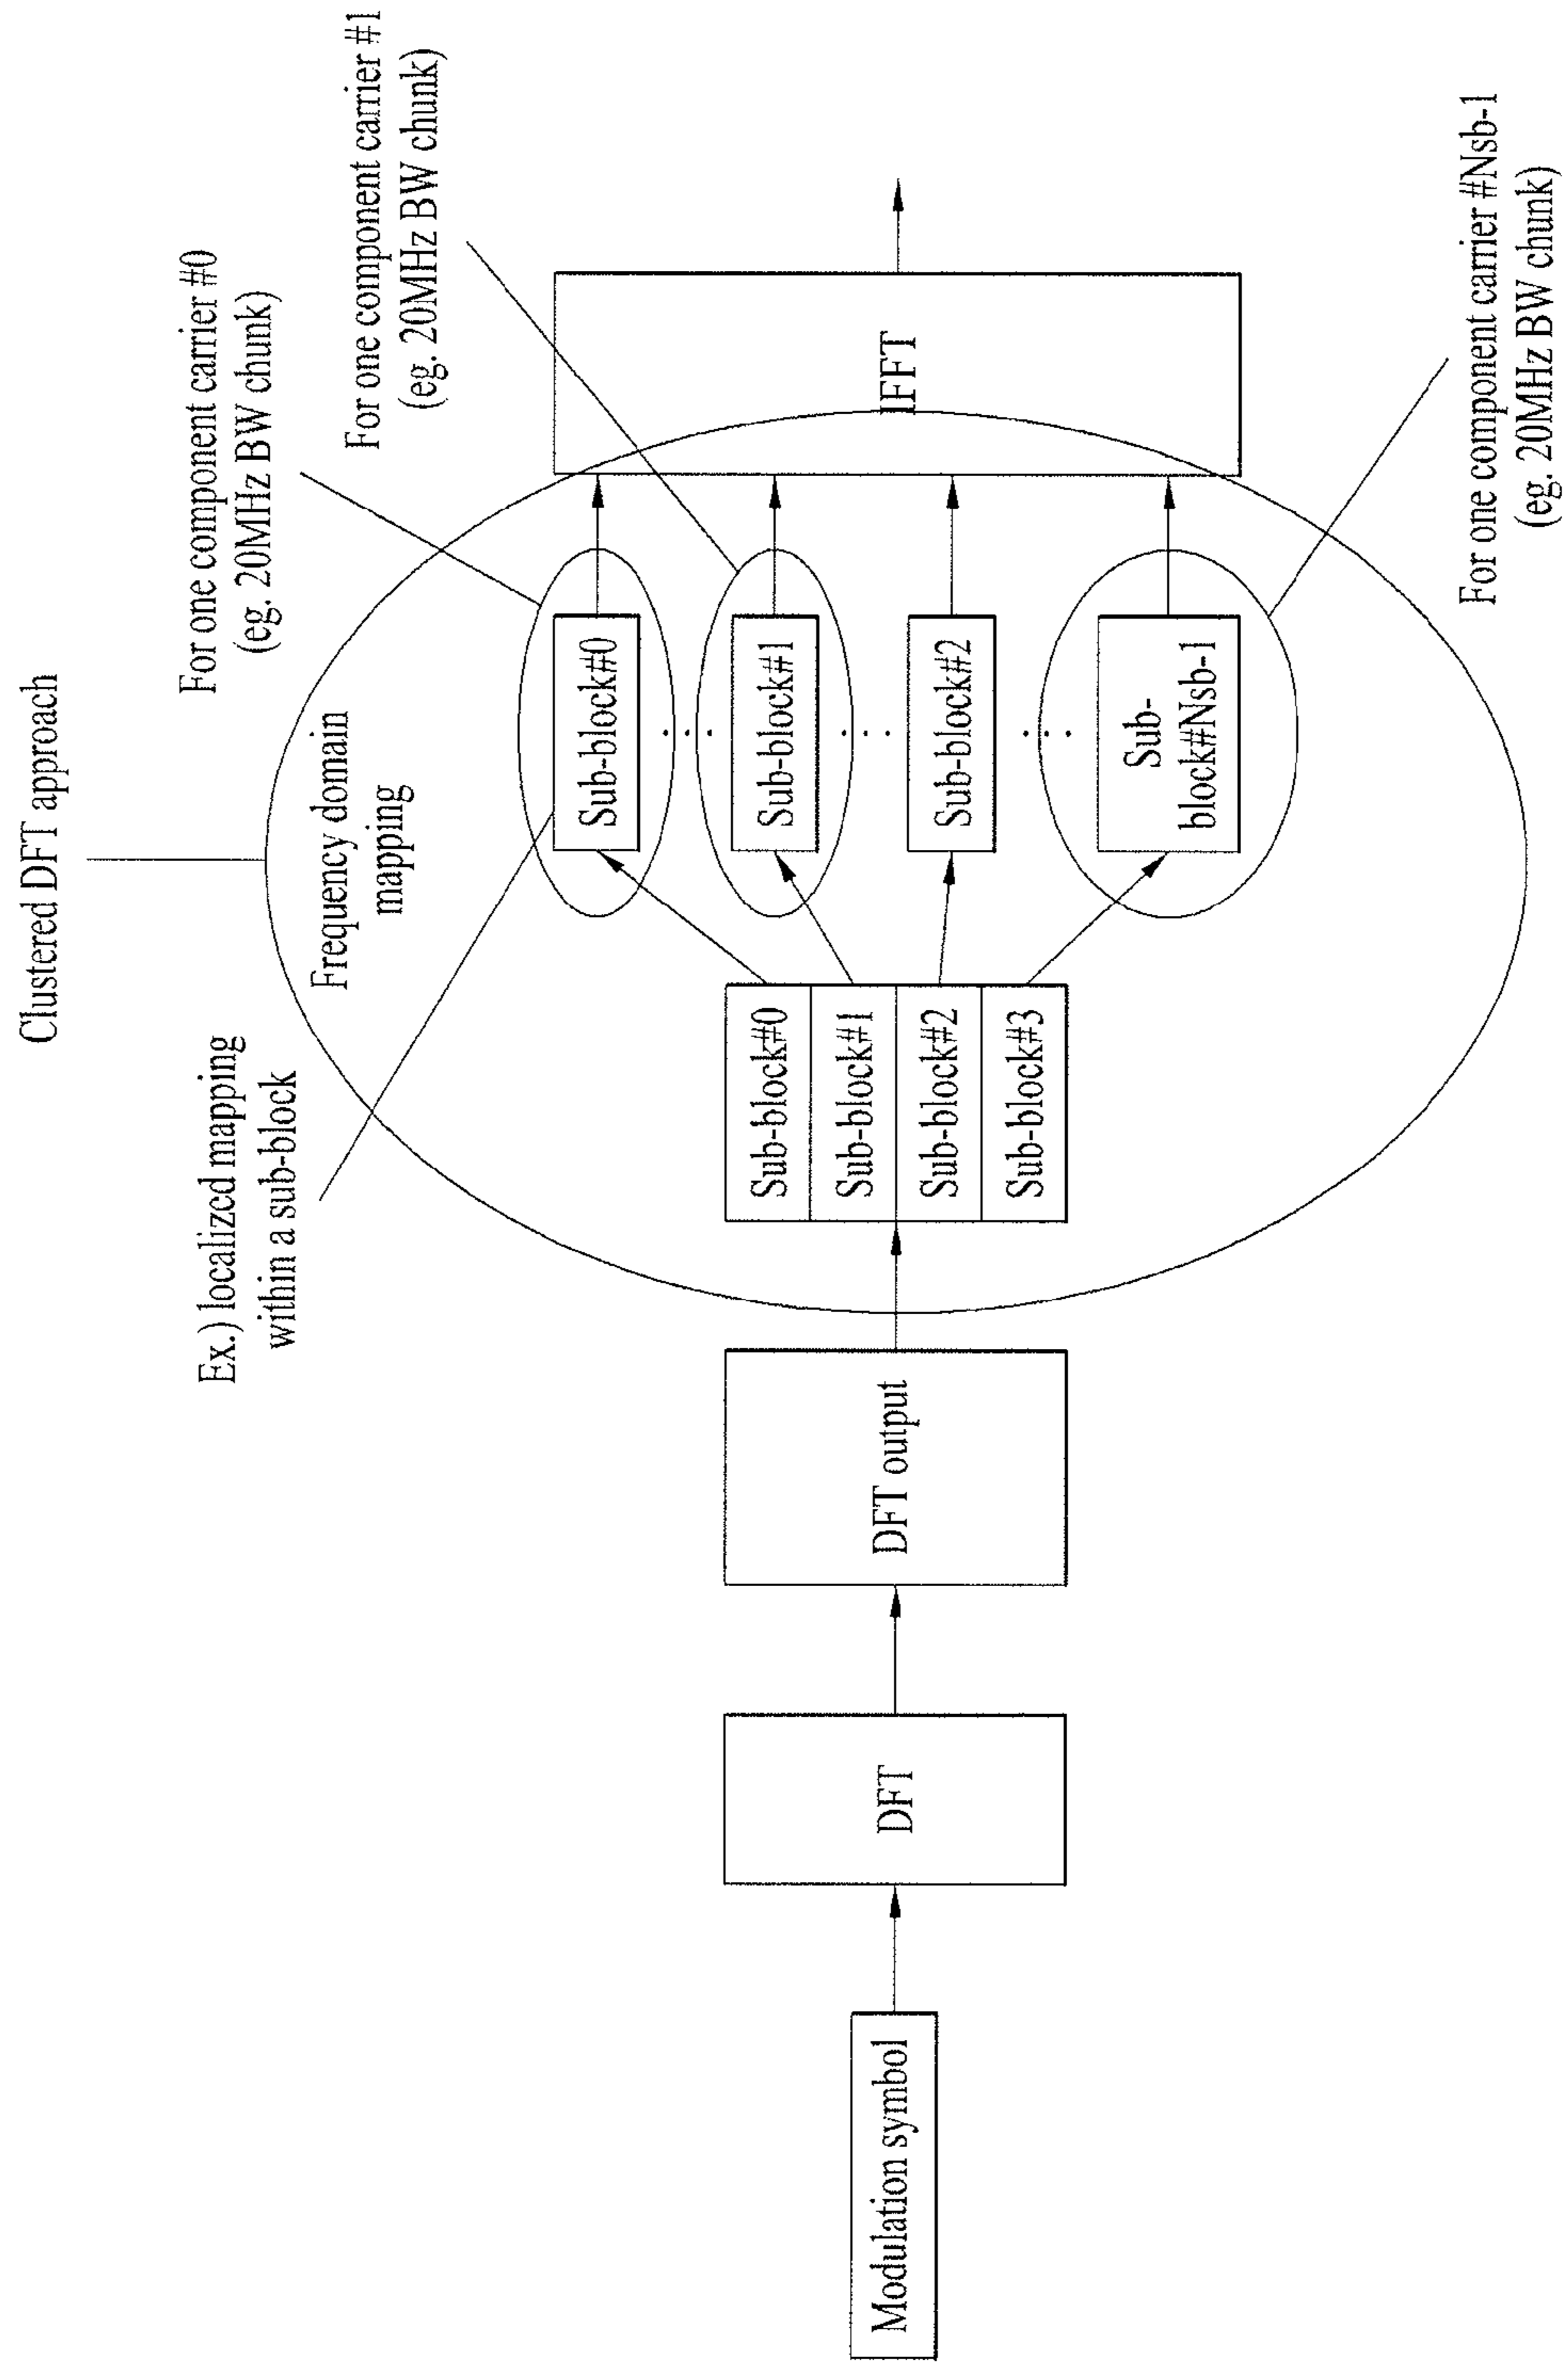 Clustered DFT approach
Ex.) localized mapping
within a sub-block
For one component carrier #0
(eg. 20MHz BW chunk)
For one component carrier #1
(eg. 20MHz BW chunk)
Frequency domain
mapping
Modulation symbol
DFT
DFT output
Sub-block#0
Sub-block#1
Sub-block#2
Sub-block#3
Sub-block#0
Sub-block#1
Sub-block#2
Sub-
block#Nsb-1
IFFT
For one component carrier #Nsb-1
(eg. 20MHz BW chunk)